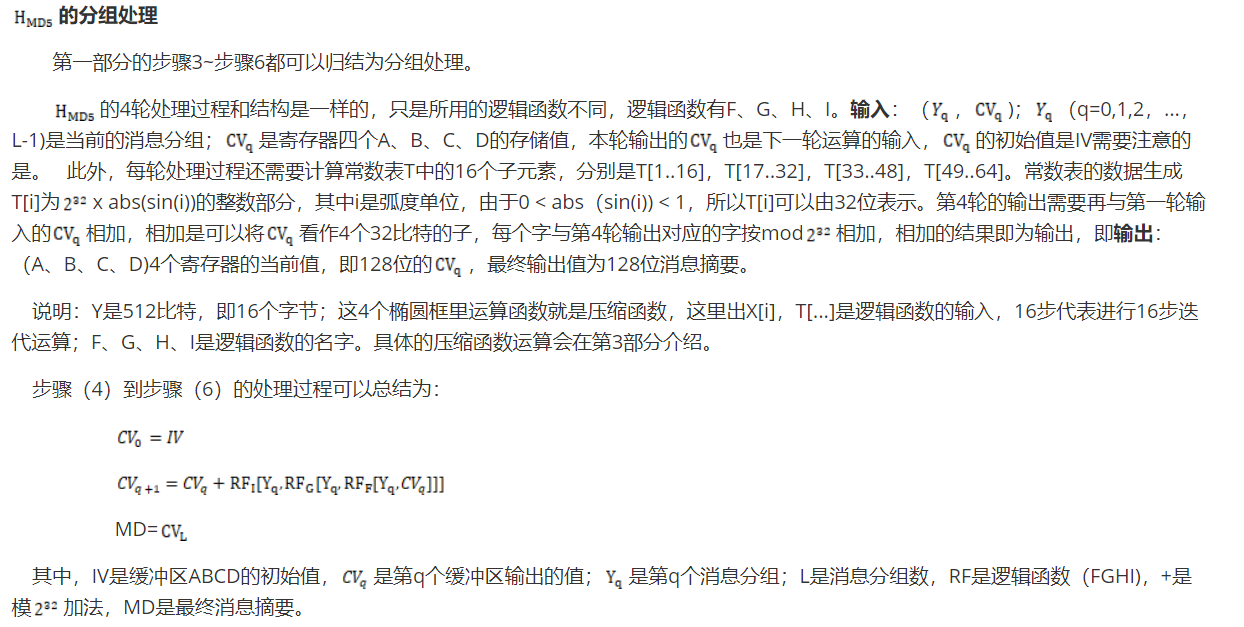 H_MD5 的分组处理
第一部分的步骤3~步骤6都可以归结为分组处理。
H_MD5 的4轮处理过程和结构是一样的，只是所用的逻辑函数不同，逻辑函数有F、G、H、I。输入：（Y_q，CV_q）；Y_q（q=0,1,2，…，
L-1)是当前的消息分组；CV_q 是寄存器四个A、B、C、D的存储值，本轮输出的CV_q 也是下一轮运算的输入，CV_q 的初始值是IV需要注意的
是。 此外，每轮处理过程还需要计算常数表T中的16个子元素，分别是T[1..16]，T[17..32]，T[33..48]，T[49..64]。常数表的数据生成
T[i]为 2^32 x abs(sin(i))的整数部分，其中i是弧度单位，由于0 < abs（sin(i)) < 1，所以T[i]可以由32位表示。第4轮的输出需要再与第一轮输
入的CV_q 相加，相加是可以将CV_q 看作4个32比特的子，每个字与第4轮输出对应的字按mod 2^32 相加，相加的结果即为输出，即输出：
（A、B、C、D)4个寄存器的当前值，即128位的CV_q，最终输出值为128位消息摘要。
说明：Y是512比特，即16个字节；这4个椭圆框里运算函数就是压缩函数，这里出X[i]，T[...]是逻辑函数的输入，16步代表进行16步迭
代运算；F、G、H、I是逻辑函数的名字。具体的压缩函数运算会在第3部分介绍。
步骤（4）到步骤（6）的处理过程可以总结为：
CV_0 = IV
CV_q+1 = CV_q + RF_I[Y_q,RF_G[Y_q,RF_F[Y_q,CV_q]]]
MD=CV_L
其中，IV是缓冲区ABCD的初始值，CV_q 是第q个缓冲区输出的值；Y_q 是第q个消息分组；L是消息分组数，RF是逻辑函数（FGHI)，+是
模 2^32 加法，MD是最终消息摘要。